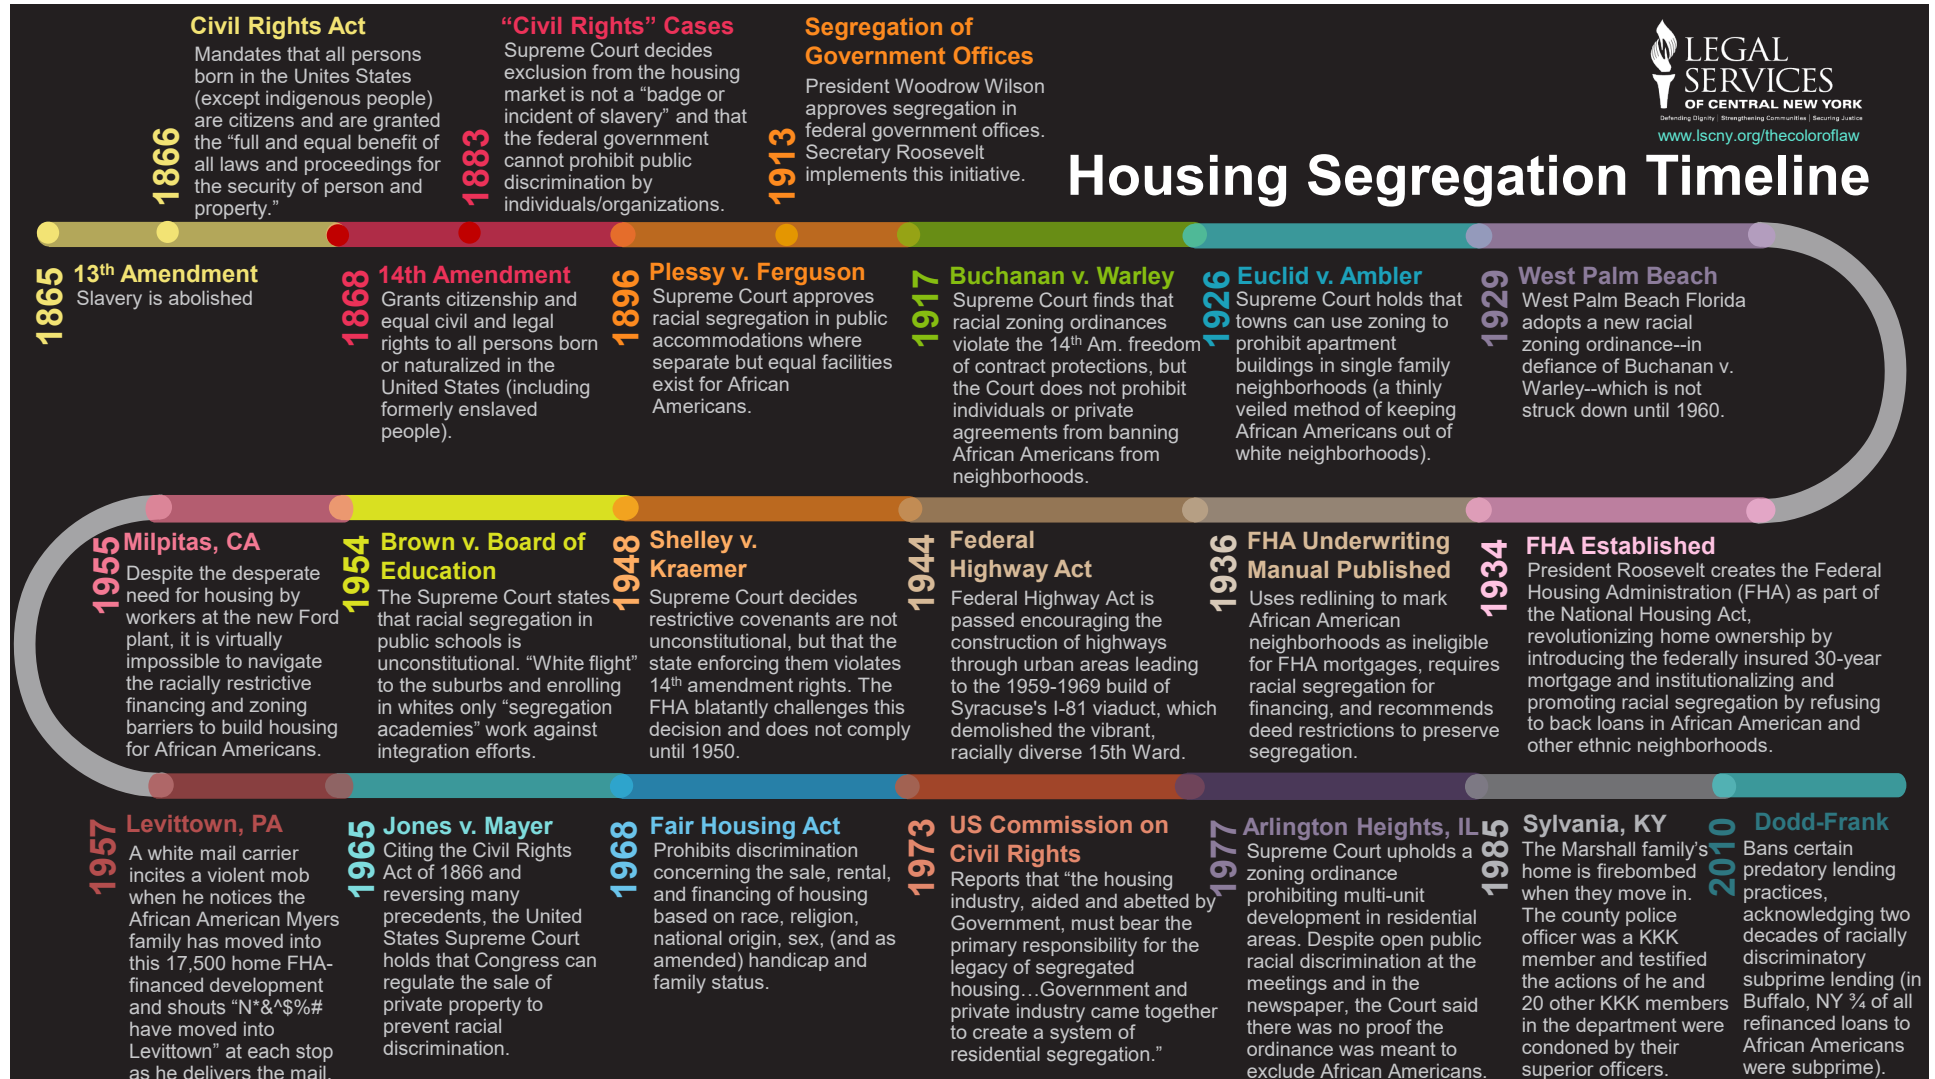 Civil Rights Act
Mandates that all persons
born in the Unites States
(except indigenous people)
are citizens and are granted
the “full and equal benefit of
all laws and proceedings for
the security of person and
property.”
1866
“Civil Rights” Cases
Supreme Court decides
exclusion from the housing
market is not a “badge or
incident of slavery” and that
the federal government
cannot prohibit public
discrimination by
individuals/organizations.
1883
Segregation of
Government Offices
President Woodrow Wilson
approves segregation in
federal government offices.
Secretary Roosevelt
implements this initiative.
1913
LEGAL
SERVICES
OF CENTRAL NEW YORK
Defending Dignity | Strengthening Communities | Securing Justice
www.lscny.org/thecoloroflaw
Housing Segregation Timeline
1865
13th Amendment
Slavery is abolished
1868
14th Amendment
Grants citizenship and
equal civil and legal
rights to all persons born
or naturalized in the
United States (including
formerly enslaved
people).
1896
Plessy v. Ferguson
Supreme Court approves
racial segregation in public
accommodations where
separate but equal facilities
exist for African
Americans.
1917
Buchanan v. Warley
Supreme Court finds that
racial zoning ordinances
violate the 14th Am. freedom
of contract protections, but
the Court does not prohibit
individuals or private
agreements from banning
African Americans from
neighborhoods.
1926
Euclid v. Ambler
Supreme Court holds that
towns can use zoning to
prohibit apartment
buildings in single family
neighborhoods (a thinly
veiled method of keeping
African Americans out of
white neighborhoods).
1929
West Palm Beach
West Palm Beach Florida
adopts a new racial
zoning ordinance--in
defiance of Buchanan v.
Warley--which is not
struck down until 1960.
1955
Milpitas, CA
Despite the desperate
need for housing by
workers at the new Ford
plant, it is virtually
impossible to navigate
the racially restrictive
financing and zoning
barriers to build housing
for African Americans.
1954
Brown v. Board of
Education
The Supreme Court states
that racial segregation in
public schools is
unconstitutional. “White flight”
to the suburbs and enrolling
in whites only “segregation
academies” work against
integration efforts.
1948
Shelley v.
Kraemer
Supreme Court decides
restrictive covenants are not
unconstitutional, but that the
state enforcing them violates
14th amendment rights. The
FHA blatantly challenges this
decision and does not comply
until 1950.
1944
Federal
Highway Act
Federal Highway Act is
passed encouraging the
construction of highways
through urban areas leading
to the 1959-1969 build of
Syracuse's I-81 viaduct, which
demolished the vibrant,
racially diverse 15th Ward.
1936
FHA Underwriting
Manual Published
Uses redlining to mark
African American
neighborhoods as ineligible
for FHA mortgages, requires
racial segregation for
financing, and recommends
deed restrictions to preserve
segregation.
1934
FHA Established
President Roosevelt creates the Federal
Housing Administration (FHA) as part of
the National Housing Act,
revolutionizing home ownership by
introducing the federally insured 30-year
mortgage and institutionalizing and
promoting racial segregation by refusing
to back loans in African American and
other ethnic neighborhoods.
1957
Levittown, PA
A white mail carrier
incites a violent mob
when he notices the
African American Myers
family has moved into
this 17,500 home FHA-
financed development
and shouts “N*&^$%#
have moved into
Levittown” at each stop
as he delivers the mail.
1965
Jones v. Mayer
Citing the Civil Rights
Act of 1866 and
reversing many
precedents, the United
States Supreme Court
holds that Congress can
regulate the sale of
private property to
prevent racial
discrimination.
1968
Fair Housing Act
Prohibits discrimination
concerning the sale, rental,
and financing of housing
based on race, religion,
national origin, sex, (and as
amended) handicap and
family status.
1973
US Commission on
Civil Rights
Reports that “the housing
industry, aided and abetted by
Government, must bear the
primary responsibility for the
legacy of segregated
housing…Government and
private industry came together
to create a system of
residential segregation.”
1977
Arlington Heights, IL
Supreme Court upholds a
zoning ordinance
prohibiting multi-unit
development in residential
areas. Despite open public
racial discrimination at the
meetings and in the
newspaper, the Court said
there was no proof the
ordinance was meant to
exclude African Americans.
1985
Sylvania, KY
The Marshall family’s
home is firebombed
when they move in.
The county police
officer was a KKK
member and testified
the actions of he and
20 other KKK members
in the department were
condoned by their
superior officers.
2010
Dodd-Frank
Bans certain
predatory lending
practices,
acknowledging two
decades of racially
discriminatory
subprime lending (in
Buffalo, NY ¾ of all
refinanced loans to
African Americans
were subprime).